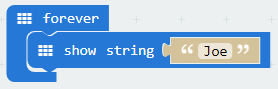 forever
show string “ Joe ”